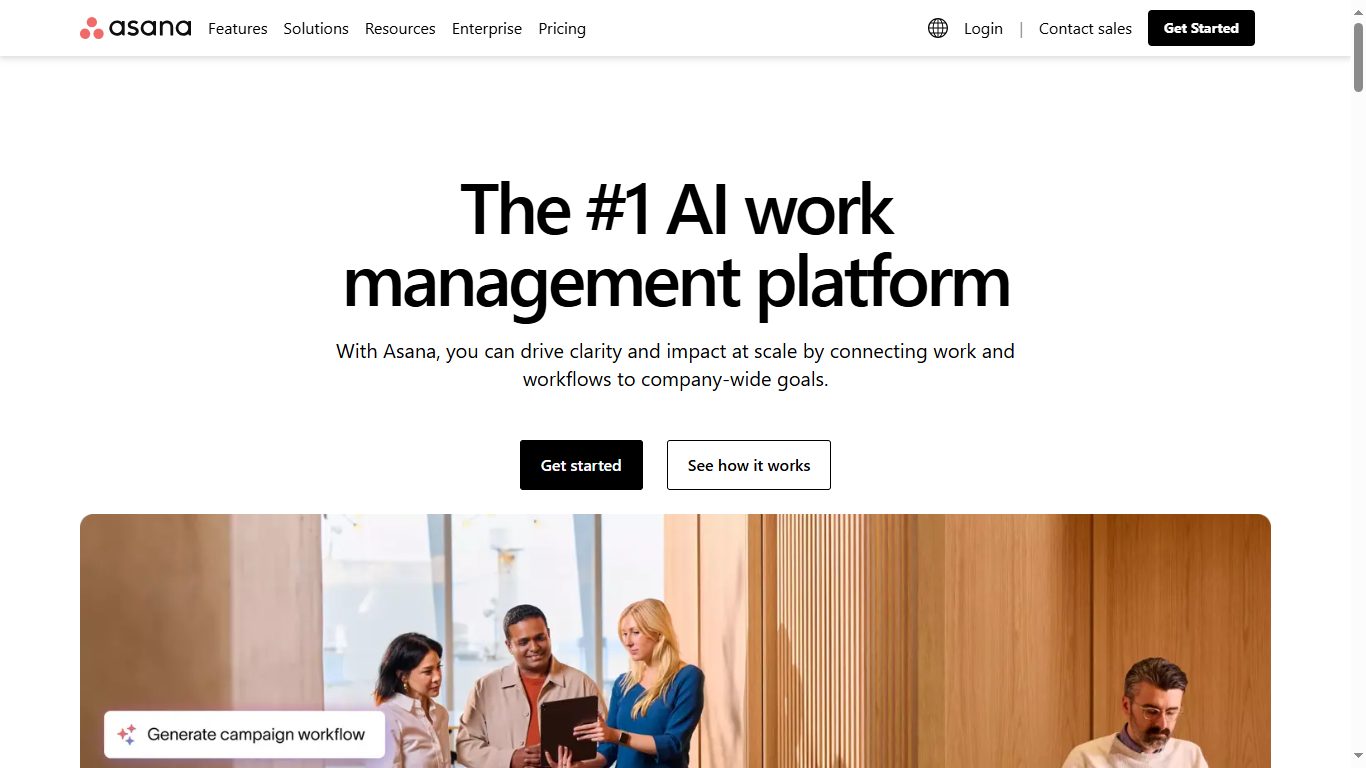 asana Features Solutions Resources Enterprise Pricing Login | Contact sales Get Started
The #1 AI work
management platform
With Asana, you can drive clarity and impact at scale by connecting work and
workflows to company-wide goals.
Get started See how it works
Generate campaign workflow